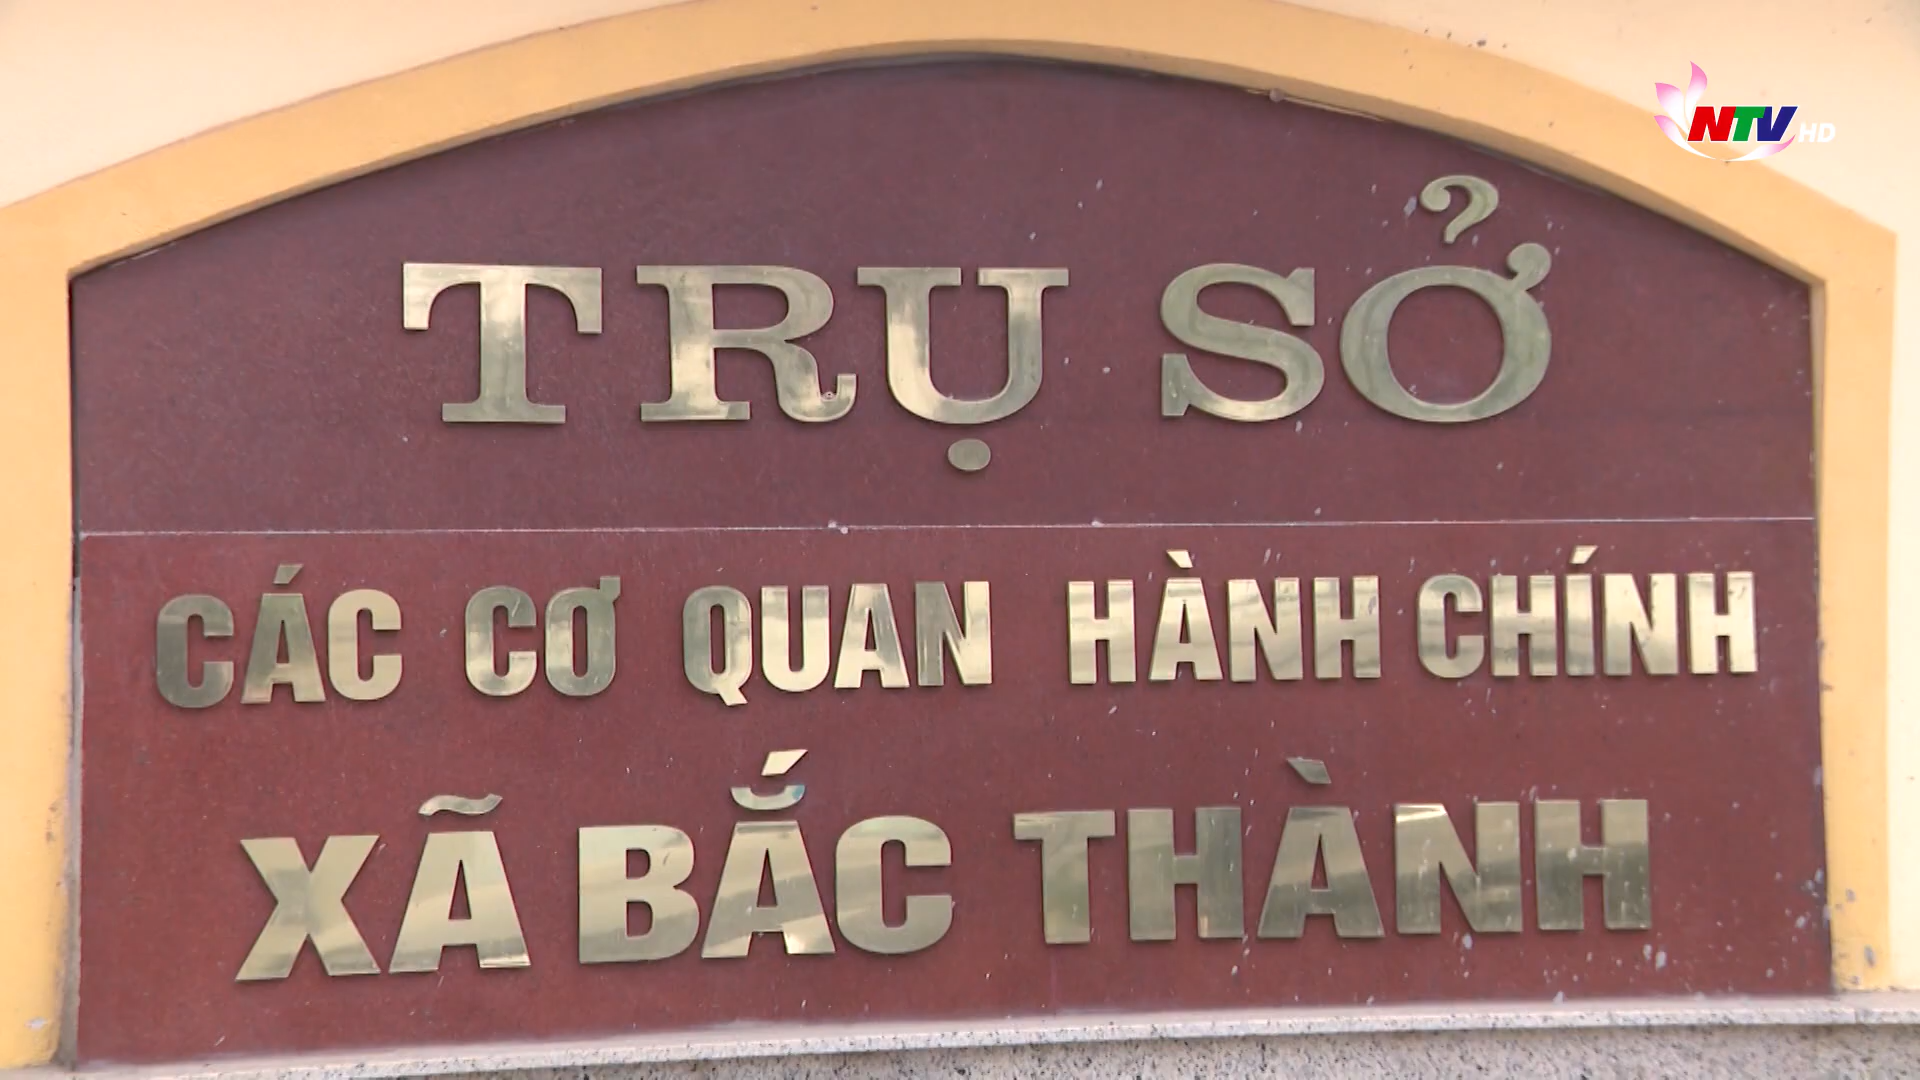 NTV HD
TRỤ SỞ
CÁC CƠ QUAN HÀNH CHÍNH
XÃ BẮC THÀNH